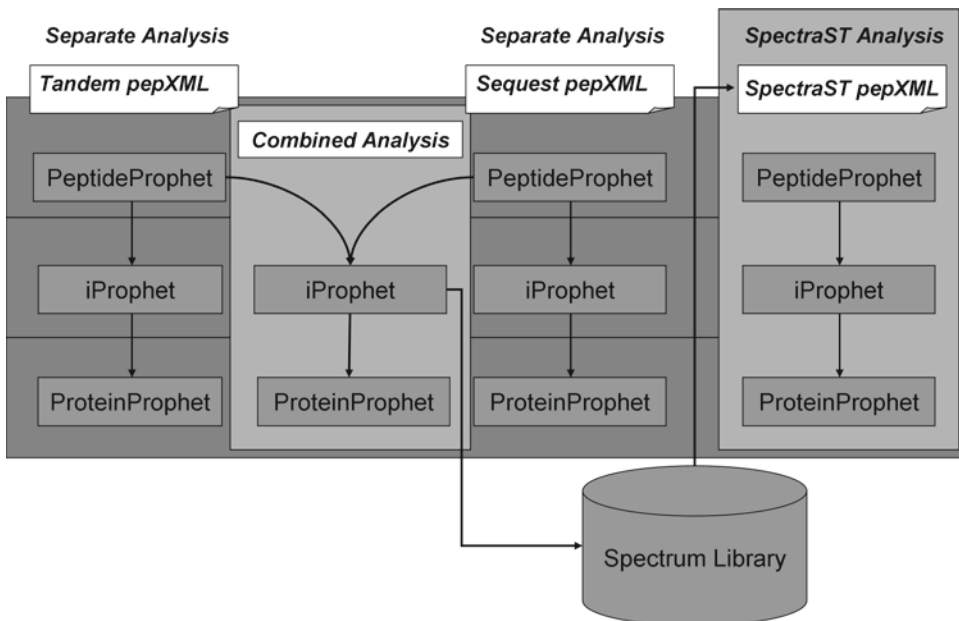 Separate Analysis
Separate Analysis
SpectraST Analysis
Tandem pepXML
Sequest pepXML
SpectraST pepXML
Combined Analysis
PeptideProphet
PeptideProphet
PeptideProphet
iProphet
iProphet
iProphet
iProphet
ProteinProphet
ProteinProphet
ProteinProphet
ProteinProphet
Spectrum Library